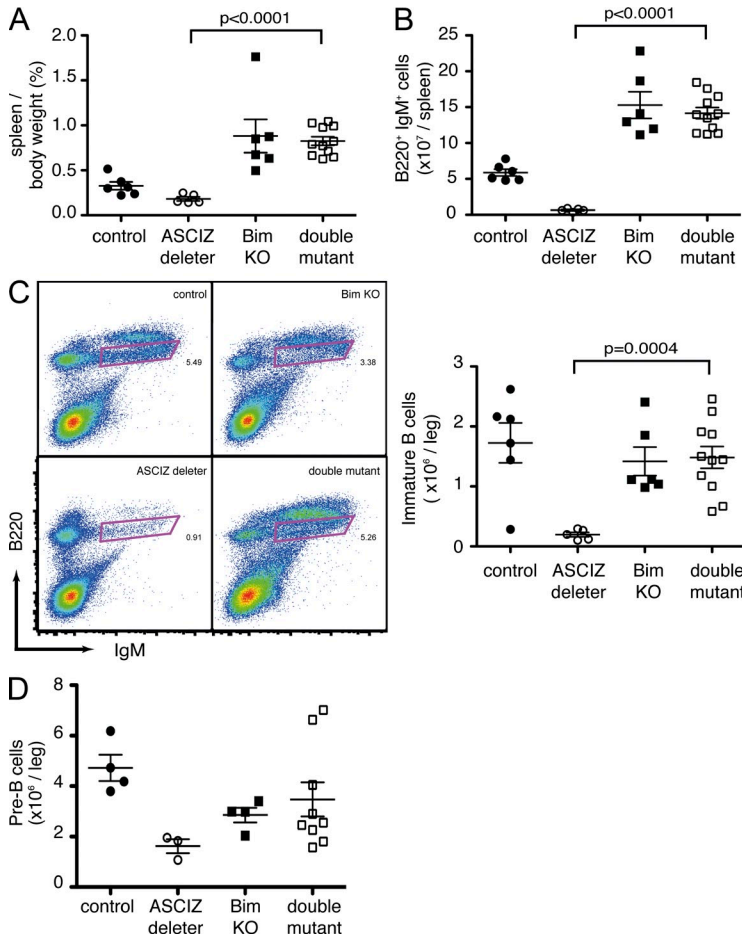 A
p<0.0001
spleen /
body weight (%)
2.0
1.5
1.0
0.5
0.0
control
ASCIZ
deleter
Bim
KO
double
mutant
B
p<0.0001
B220+ IgM+ cells
(x10⁷ / spleen)
25
20
15
10
5
0
control
ASCIZ
deleter
Bim
KO
double
mutant
C
control
5.49
Bim KO
3.38
ASCIZ deleter
0.91
double mutant
5.26
B220
IgM
p=0.0004
Immature B cells
( x10⁶ / leg)
3
2
1
0
control
ASCIZ
deleter
Bim
KO
double
mutant
D
Pre-B cells
(x10⁶ / leg)
8
6
4
2
0
control
ASCIZ
deleter
Bim
KO
double
mutant